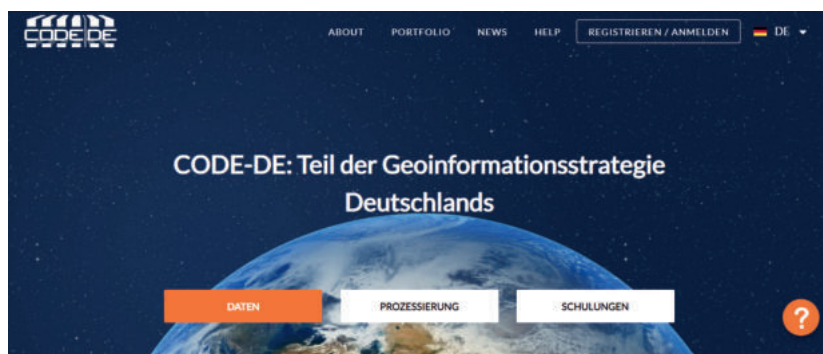 CODE-DE
ABOUT PORTFOLIO NEWS HELP REGISTRIEREN / ANMELDEN DE
CODE-DE: Teil der Geoinformationsstrategie
Deutschlands
DATEN PROZESSIERUNG SCHULUNGEN
?